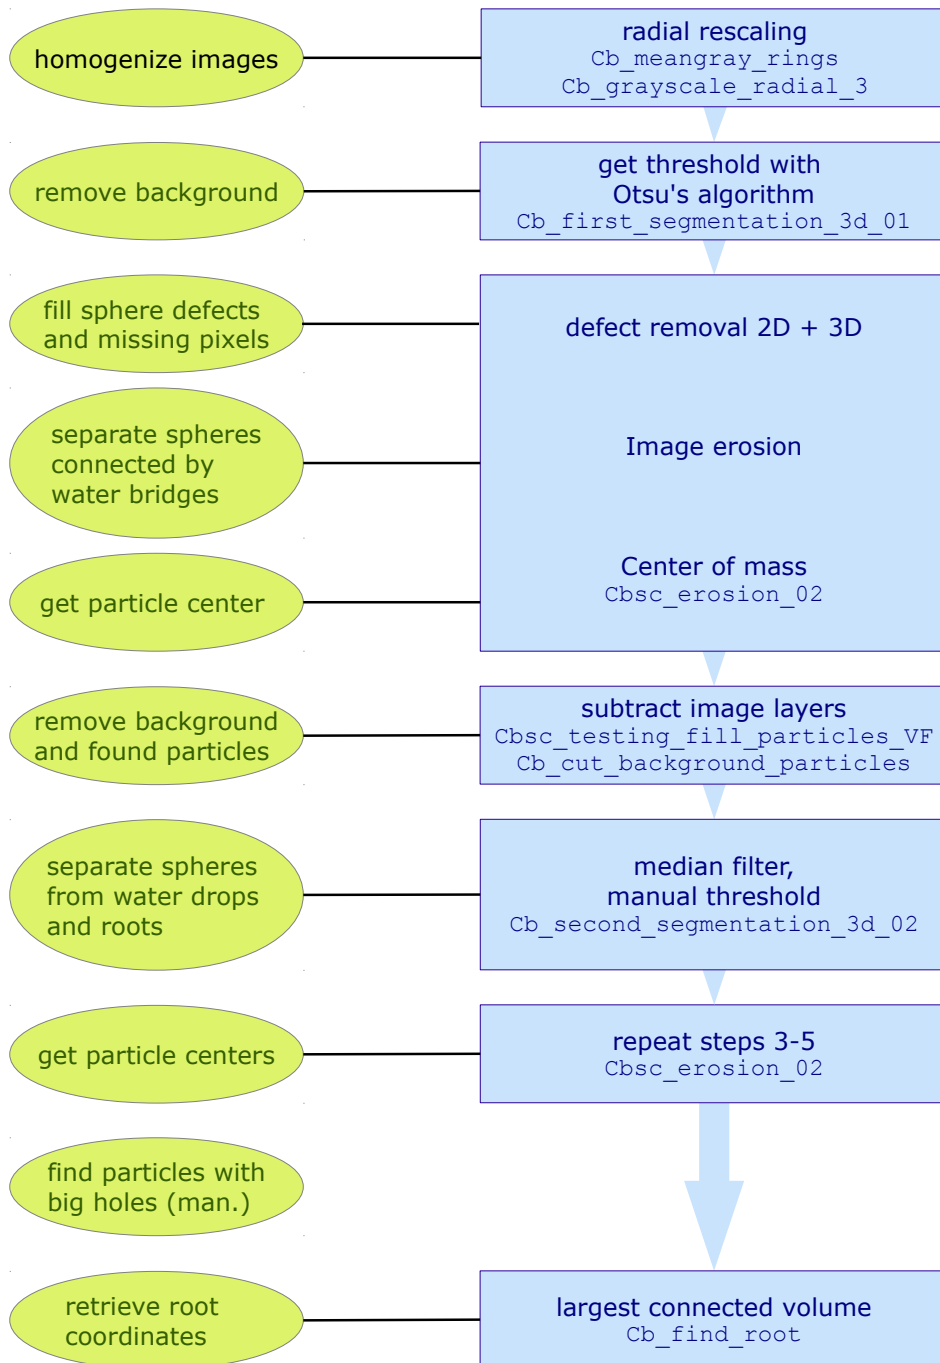 homogenize images
radial rescaling
Cb_meangray_rings
Cb_grayscale_radial_3
remove background
get threshold with
Otsu's algorithm
Cb_first_segmentation_3d_01
fill sphere defects
and missing pixels
defect removal 2D + 3D
separate spheres
connected by
water bridges
Image erosion
get particle center
Center of mass
Cbsc_erosion_02
remove background
and found particles
subtract image layers
Cbsc_testing_fill_particles_VF
Cb_cut_background_particles
separate spheres
from water drops
and roots
median filter,
manual threshold
Cb_second_segmentation_3d_02
get particle centers
repeat steps 3-5
Cbsc_erosion_02
find particles with
big holes (man.)
retrieve root
coordinates
largest connected volume
Cb_find_root